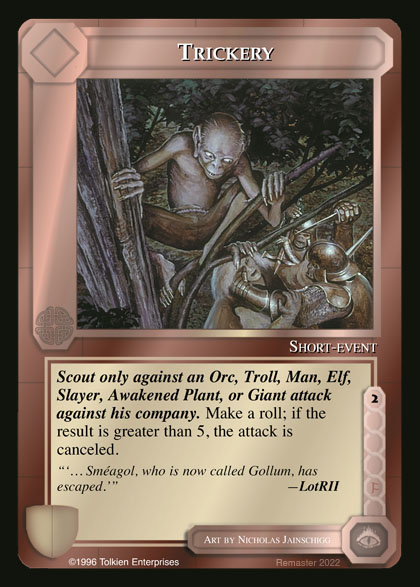 TRICKERY
SHORT-EVENT
Scout only against an Orc, Troll, Man, Elf,
Slayer, Awakened Plant, or Giant attack
against his company. Make a roll; if the
result is greater than 5, the attack is
canceled.
2
“‘… Sméagol, who is now called Gollum, has
escaped.’”
—LotRII
R
ART BY NICHOLAS JAINSCHIGG
©1996 Tolkien Enterprises
Remaster 2022